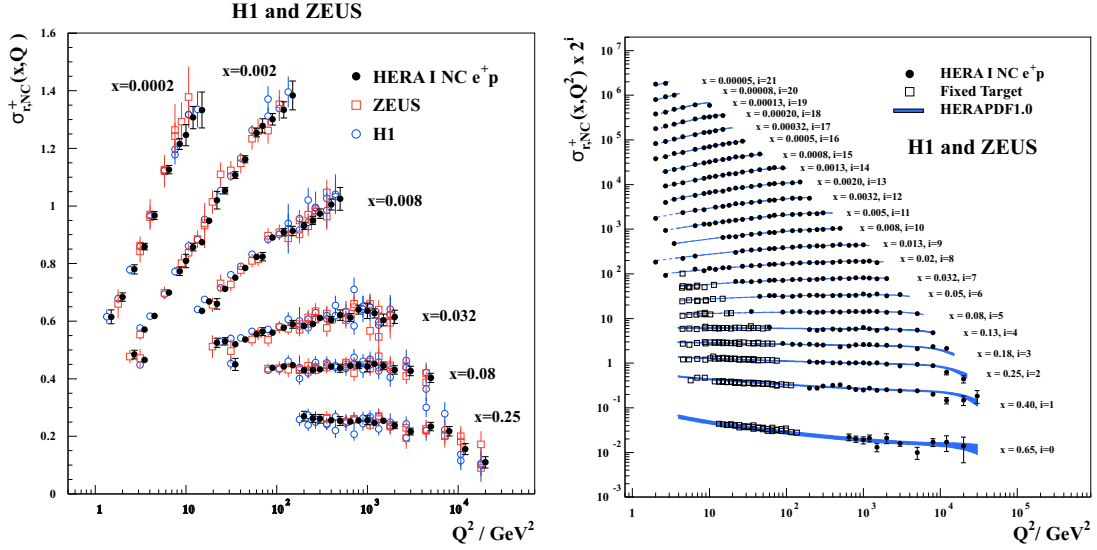 H1 and ZEUS
σ⁺r,NC(x,Q)
1.6
1.4
1.2
1
0.8
0.6
0.4
0.2
0
x=0.0002
x=0.002
HERA I NC e⁺p
ZEUS
H1
x=0.008
x=0.032
x=0.08
x=0.25
1
10
10²
10³
10⁴
Q² / GeV²
σ⁺r,NC(x,Q²) x 2ⁱ
10⁷
10⁶
10⁵
10⁴
10³
10²
10
1
10⁻¹
10⁻²
10⁻³
HERA I NC e⁺p
Fixed Target
HERAPDF1.0
H1 and ZEUS
x = 0.00005, i=21
x = 0.00008, i=20
x = 0.00013, i=19
x = 0.00020, i=18
x = 0.00032, i=17
x = 0.0005, i=16
x = 0.0008, i=15
x = 0.0013, i=14
x = 0.0020, i=13
x = 0.0032, i=12
x = 0.005, i=11
x = 0.008, i=10
x = 0.013, i=9
x = 0.02, i=8
x = 0.032, i=7
x = 0.05, i=6
x = 0.08, i=5
x = 0.13, i=4
x = 0.18, i=3
x = 0.25, i=2
x = 0.40, i=1
x = 0.65, i=0
1
10
10²
10³
10⁴
10⁵
Q² / GeV²